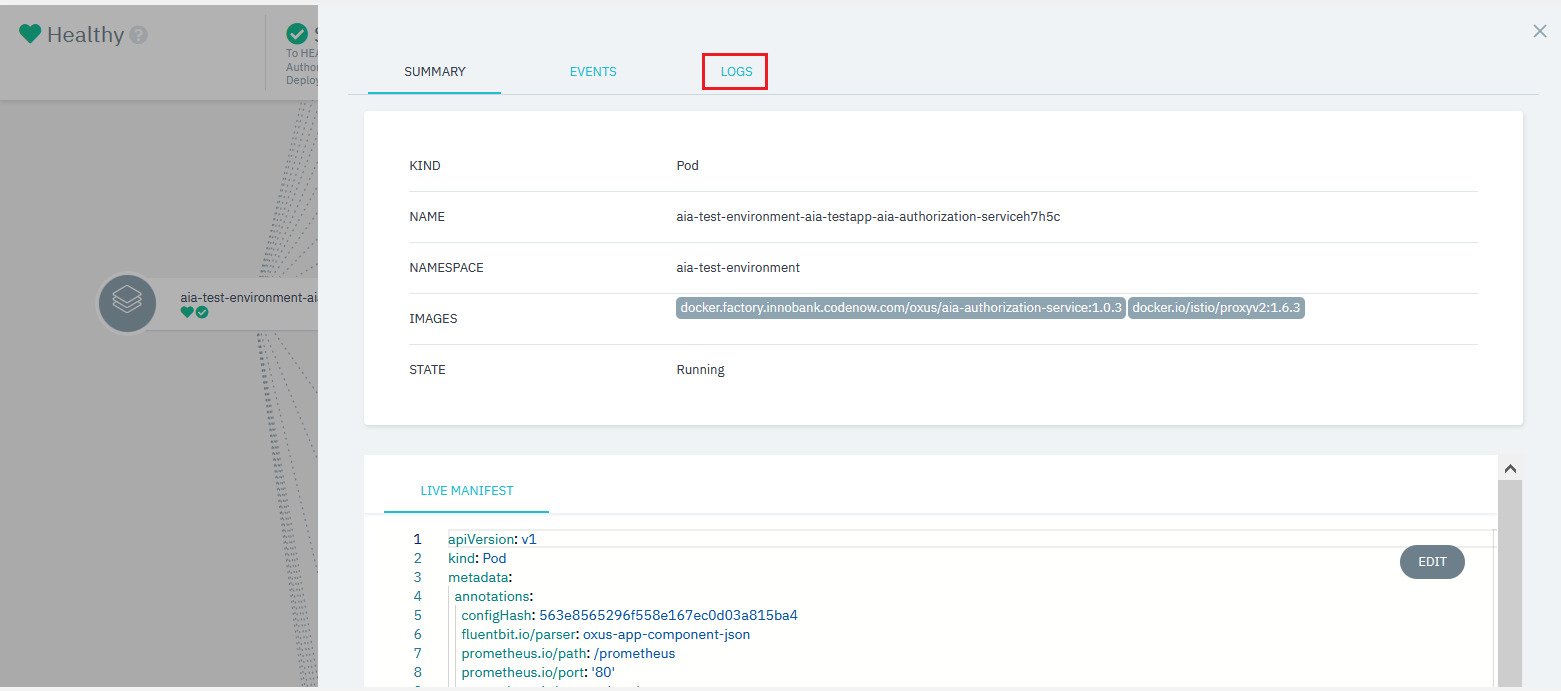 Healthy ?
To HEA
Autho
Deploy
SUMMARY EVENTS LOGS
KIND Pod
NAME aia-test-environment-aia-testapp-aia-authorization-serviceh7h5c
NAMESPACE aia-test-environment
IMAGES docker.factory.innobank.codenow.com/oxus/aia-authorization-service:1.0.3 docker.io/istio/proxyv2:1.6.3
STATE Running
aia-test-environment-aia
LIVE MANIFEST
EDIT
1 apiVersion: v1
2 kind: Pod
3 metadata:
4 annotations:
5 configHash: 563e8565296f558e167ec0d03a815ba4
6 fluentbit.io/parser: oxus-app-component-json
7 prometheus.io/path: /prometheus
8 prometheus.io/port: '80'